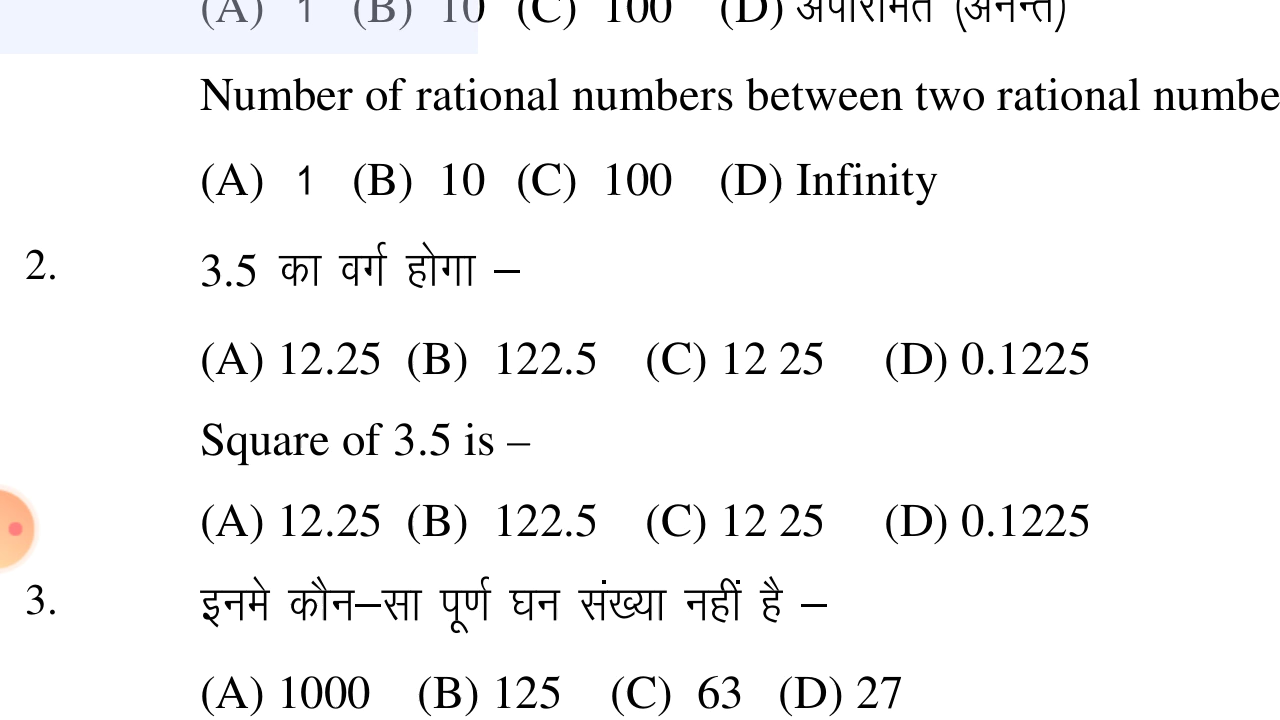 (A) 1 (B) 10 (C) 100 (D) अपरिमित (अनन्त)
Number of rational numbers between two rational numbe
(A) 1 (B) 10 (C) 100 (D) Infinity
2. 3.5 का वर्ग होगा –
(A) 12.25 (B) 122.5 (C) 12 25 (D) 0.1225
Square of 3.5 is –
(A) 12.25 (B) 122.5 (C) 12 25 (D) 0.1225
3. इनमे कौन–सा पूर्ण घन संख्या नहीं है –
(A) 1000 (B) 125 (C) 63 (D) 27